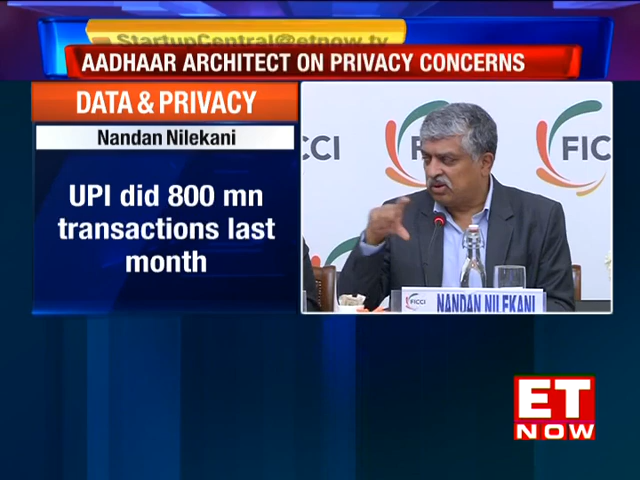 StartupCentral@etnow.tv
AADHAAR ARCHITECT ON PRIVACY CONCERNS
DATA & PRIVACY
Nandan Nilekani
UPI did 800 mn
transactions last
month
CCI
F
FICCI
FICCI
NANDAN NILEKANI
ET
NOW